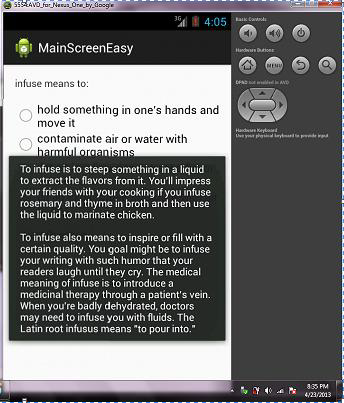 5554:AVD_for_Nexus_One_by_Google
3G 4:05
MainScreenEasy
infuse means to:
hold something in one's hands and
move it
contaminate air or water with
harmful organisms
To infuse is to steep something in a liquid
to extract the flavors from it. You'll impress
your friends with your cooking if you infuse
rosemary and thyme in broth and then use
the liquid to marinate chicken.
To infuse also means to inspire or fill with a
certain quality. You goal might be to infuse
your writing with such humor that your
readers laugh until they cry. The medical
meaning of infuse is to introduce a
medicinal therapy through a patient's vein.
When you're badly dehydrated, doctors
may need to infuse you with fluids. The
Latin root infusus means "to pour into."
Basic Controls
Hardware Buttons
MENU
DPAD not enabled in AVD
Hardware Keyboard
Use your physical keyboard to provide input
8:35 PM
4/23/2013